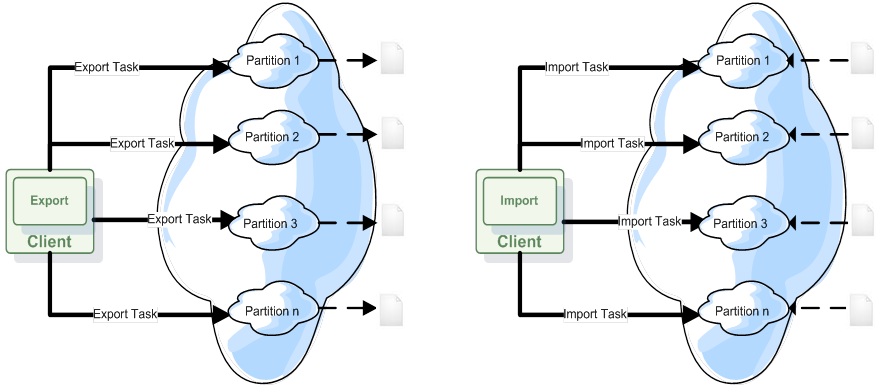 Export Task
Partition 1
Export Task
Partition 2
Export
Client
Export Task
Partition 3
Export Task
Partition n
Import Task
Partition 1
Import Task
Partition 2
Import
Client
Import Task
Partition 3
Import Task
Partition n